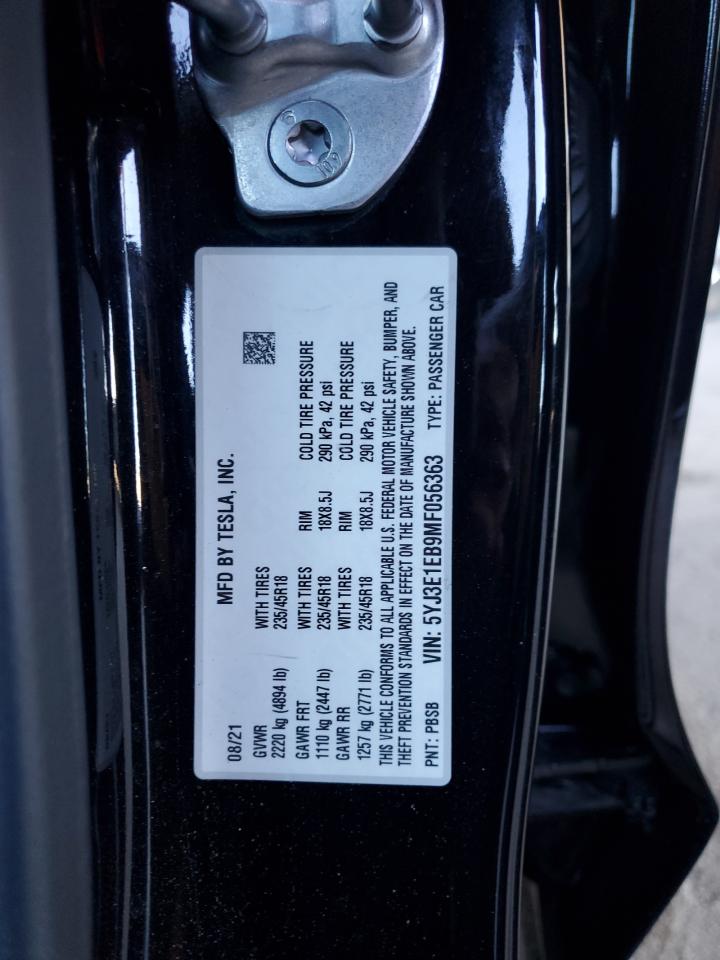 MFD BY TESLA, INC.
08/21
GVWR WITH TIRES
2220 kg (4894 lb) 235/45R18
GAWR FRT WITH TIRES RIM COLD TIRE PRESSURE
1110 kg (2447 lb) 235/45R18 18X8.5J 290 kPa, 42 psi
GAWR RR WITH TIRES RIM COLD TIRE PRESSURE
1257 kg (2771 lb) 235/45R18 18X8.5J 290 kPa, 42 psi
THIS VEHICLE CONFORMS TO ALL APPLICABLE U.S. FEDERAL MOTOR VEHICLE SAFETY, BUMPER, AND
THEFT PREVENTION STANDARDS IN EFFECT ON THE DATE OF MANUFACTURE SHOWN ABOVE.
PNT: PBSB VIN: 5YJ3E1EB9MF056363 TYPE: PASSENGER CAR